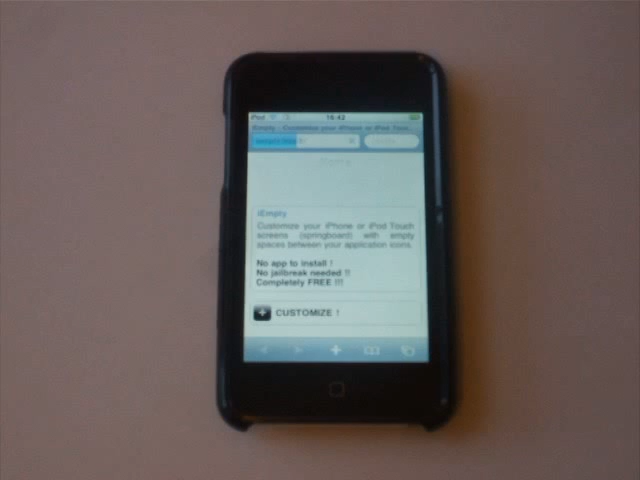 iPod 16:42
iEmpty - Customize your iPhone or iPod Touc...
iEmpty
Customize your iPhone or iPod Touch
screens (springboard) with empty
spaces between your application icons.
No app to install !
No jailbreak needed !!
Completely FREE !!!
CUSTOMIZE !